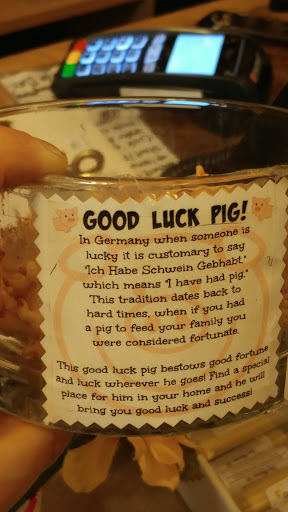 GOOD LUCK PIG!
In Germany when someone is
lucky it is customary to say
"Ich Habe Schwein Gebhabt."
which means "I have had pig."
This tradition dates back to
hard times, when if you had
a pig to feed your family you
were considered fortunate.
This good luck pig bestows good fortune
and luck wherever he goes! Find a special
place for him in your home and he will
bring you good luck and success!